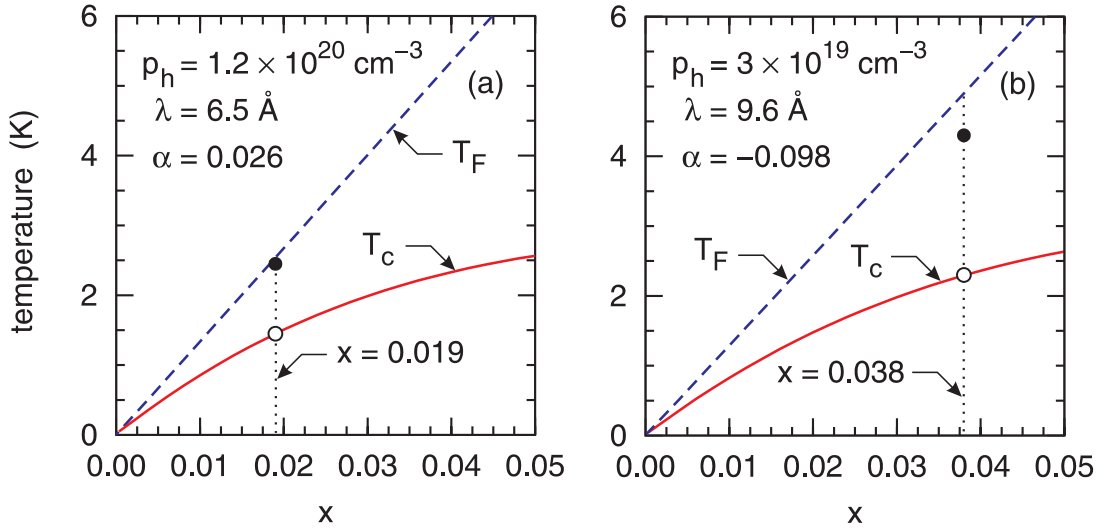 temperature (K)
6
4
2
0
p_h = 1.2 × 10^20 cm^−3
(a)
λ = 6.5 Å
α = 0.026
T_F
T_c
x = 0.019
0.00 0.01 0.02 0.03 0.04 0.05
x
6
4
2
0
p_h = 3 × 10^19 cm^−3
(b)
λ = 9.6 Å
α = −0.098
T_F
T_c
x = 0.038
0.00 0.01 0.02 0.03 0.04 0.05
x